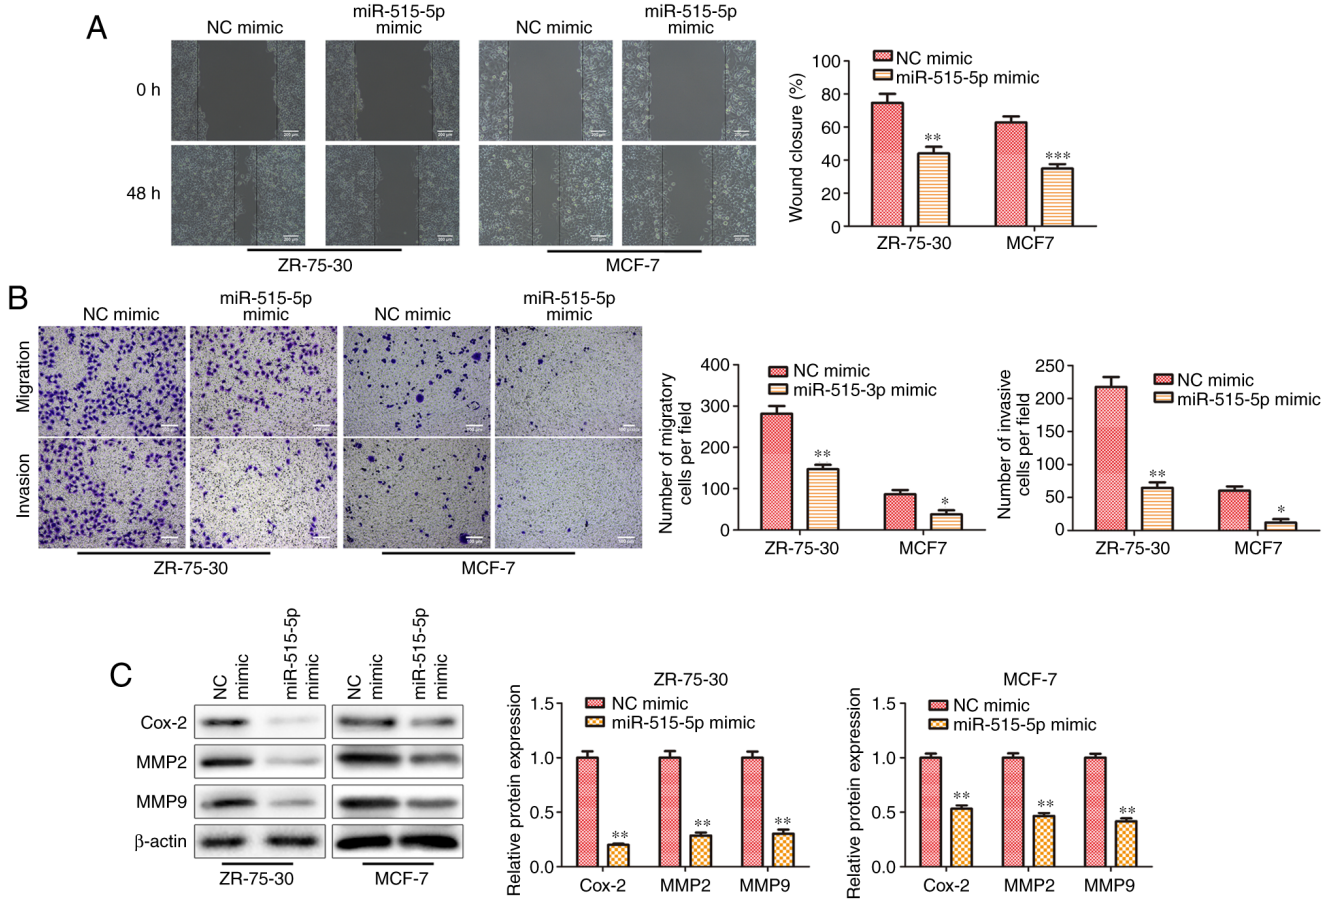 A
NC mimic
miR-515-5p
mimic
NC mimic
miR-515-5p
mimic
0 h
48 h
ZR-75-30
MCF-7
NC mimic
miR-515-5p mimic
Wound closure (%)
100
80
60
40
20
0
**
***
ZR-75-30
MCF7
B
NC mimic
miR-515-5p
mimic
NC mimic
miR-515-5p
mimic
Migration
Invasion
ZR-75-30
MCF-7
NC mimic
miR-515-3p mimic
Number of migratory
cells per field
400
300
200
100
0
**
*
ZR-75-30
MCF7
NC mimic
miR-515-5p mimic
Number of invasive
cells per field
250
200
150
100
50
0
**
*
ZR-75-30
MCF7
C
NC
mimic
miR-515-5p
mimic
NC
mimic
miR-515-5p
mimic
Cox-2
MMP2
MMP9
β-actin
ZR-75-30
MCF-7
ZR-75-30
NC mimic
miR-515-5p mimic
Relative protein expression
1.5
1.0
0.5
0.0
**
**
**
Cox-2
MMP2
MMP9
MCF-7
NC mimic
miR-515-5p mimic
Relative protein expression
1.5
1.0
0.5
0.0
**
**
**
Cox-2
MMP2
MMP9